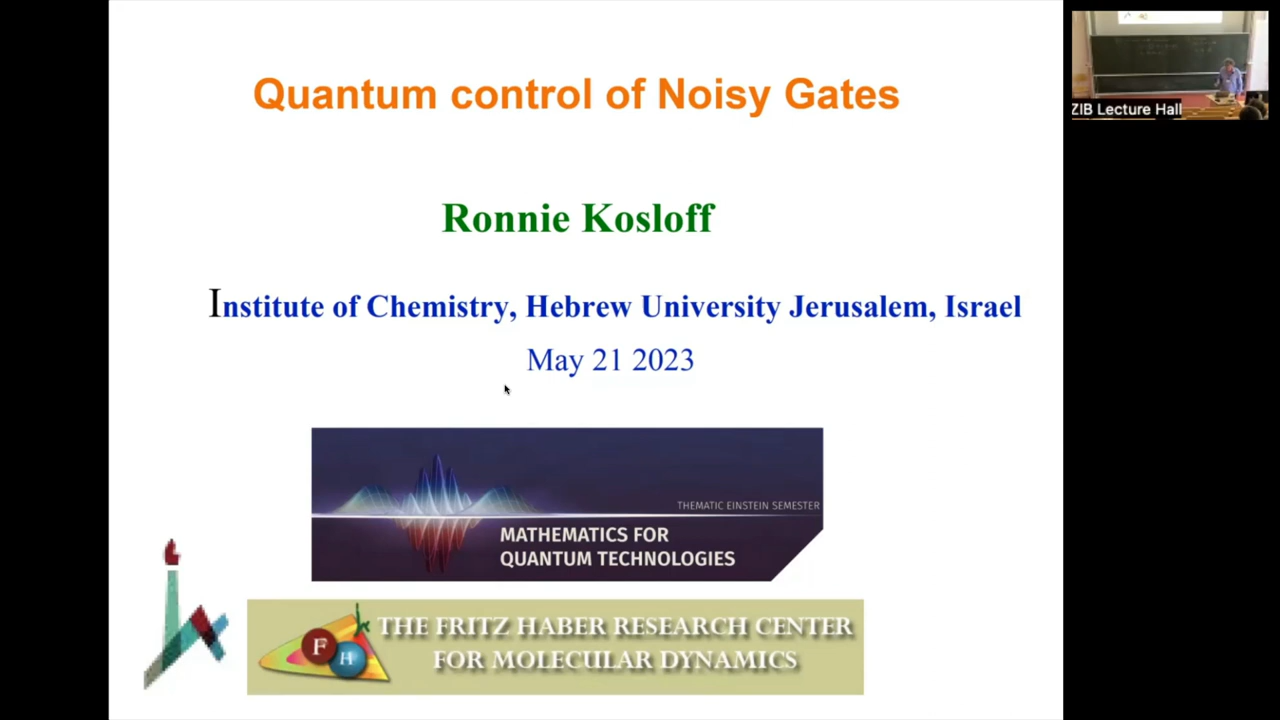 Quantum control of Noisy Gates
Ronnie Kosloff
Institute of Chemistry, Hebrew University Jerusalem, Israel
May 21 2023
THEMATIC EINSTEIN SEMESTER
MATHEMATICS FOR
QUANTUM TECHNOLOGIES
F
H
THE FRITZ HABER RESEARCH CENTER
FOR MOLECULAR DYNAMICS
ZIB Lecture Hall